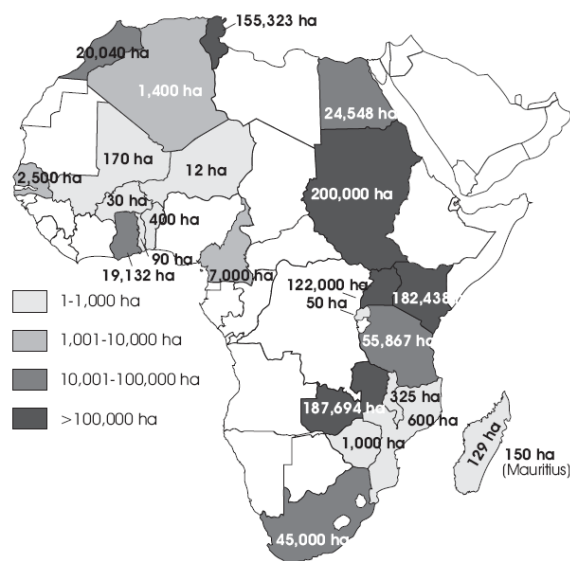 155,323 ha
20,040 ha
1,400 ha
24,548 ha
170 ha
12 ha
2,500 ha
200,000 ha
30 ha
400 ha
90 ha
19,132 ha
7,000 ha
122,000 ha
182,438
50 ha
55,867 ha
1-1,000 ha
1,001-10,000 ha
10,001-100,000 ha
>100,000 ha
325 ha
187,694 ha
600 ha
1,000 ha
129 ha
150 ha
(Mauritius)
45,000 ha